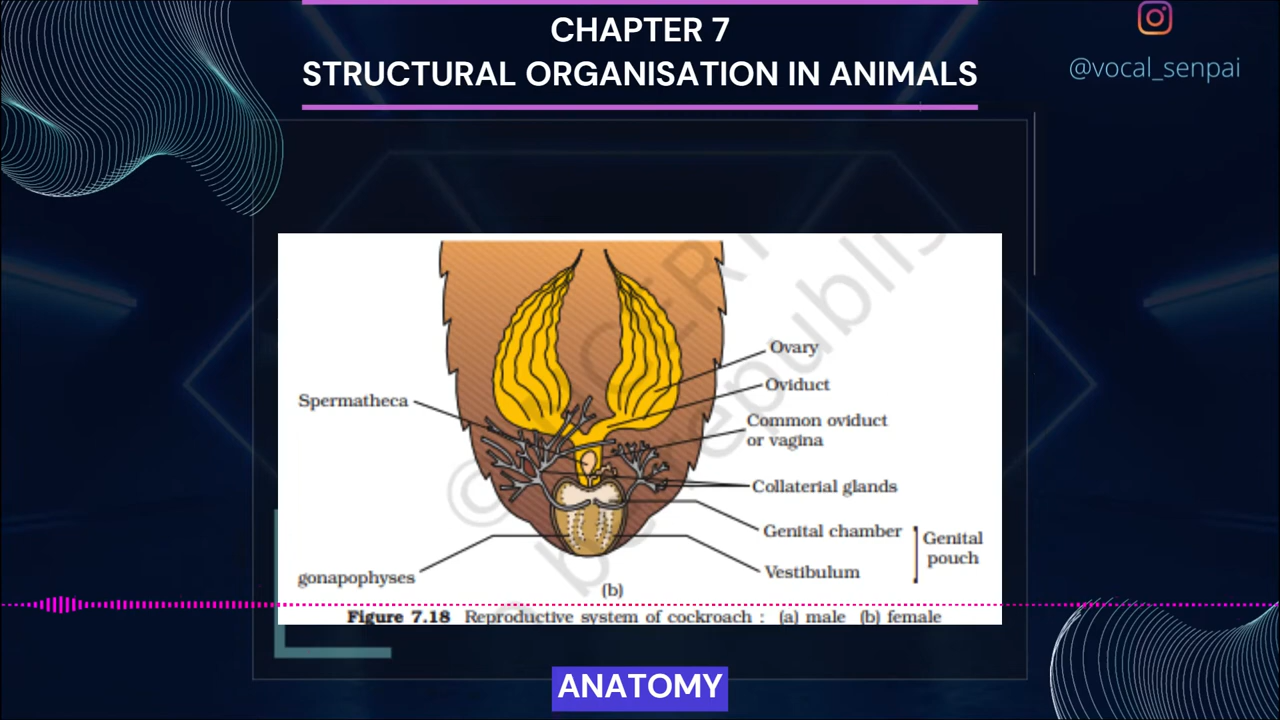 CHAPTER 7
STRUCTURAL ORGANISATION IN ANIMALS
@vocal_senpai
Ovary
Oviduct
Spermatheca
Common oviduct
or vagina
Collaterial glands
Genital chamber
Genital
pouch
Vestibulum
gonapophyses
(b)
Figure 7.18 Reproductive system of cockroach : (a) male (b) female
ANATOMY